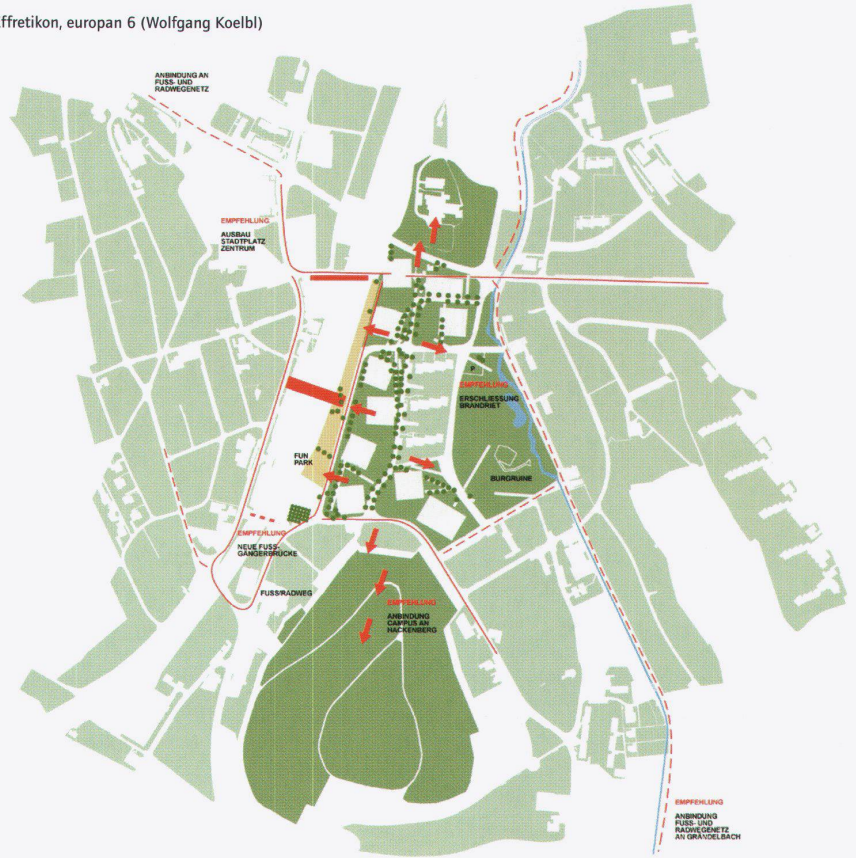 ffretikon, europan 6 (Wolfgang Koelbl)
ANBINDUNG AN
FUSS- UND
RADWEGENETZ
EMPFEHLUNG
AUSBAU
STADTPLATZ
ZENTRUM
P
EMPFEHLUNG
ERSCHLIESSUNG
BRANDRIET
FUN
PARK
BURGRUINE
EMPFEHLUNG
NEUE FUSS-
GÄNGERBRÜCKE
FUSS/RADWEG
EMPFEHLUNG
ANBINDUNG
CAMPUS AN
HACKENBERG
EMPFEHLUNG
ANBINDUNG
FUSS- UND
RADWEGENETZ
AN GRÄNDELBACH